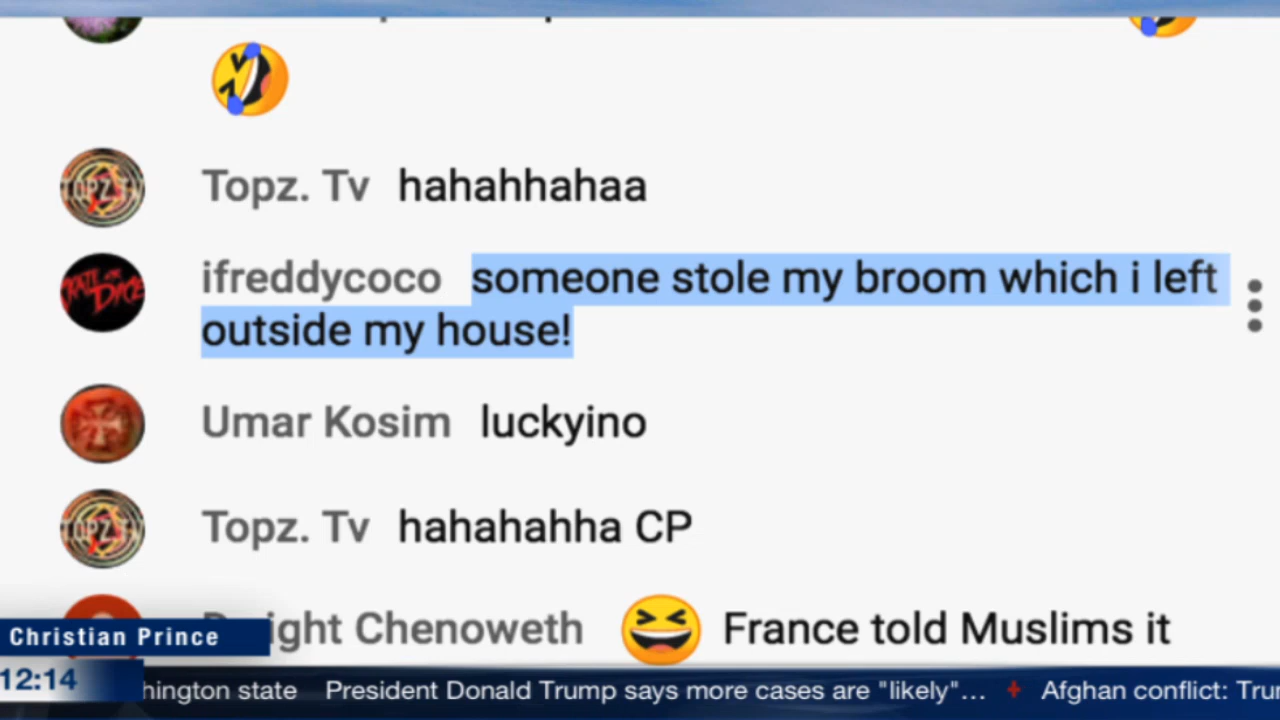 Topz. Tv hahahhahaa
ifreddycoco someone stole my broom which i left
outside my house!
Umar Kosim luckyino
Topz. Tv hahahahha CP
ight Chenoweth France told Muslims it
Christian Prince
12:14
hington state President Donald Trump says more cases are "likely"... Afghan conflict: Tru